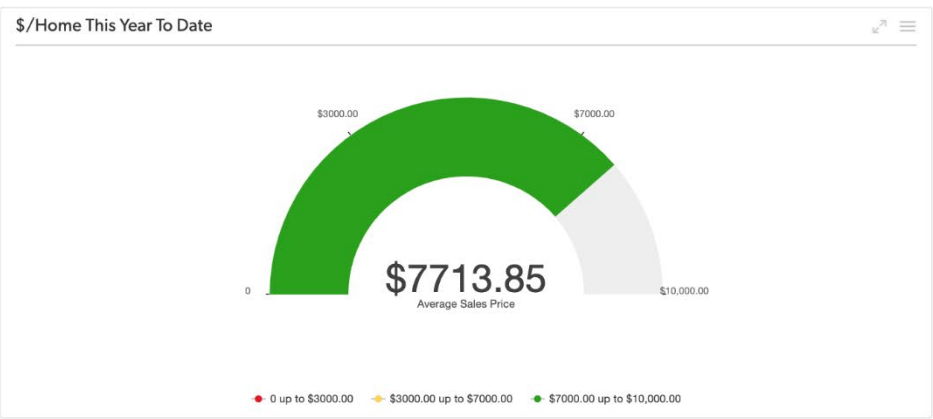 $/Home This Year To Date
$3000.00
$7000.00
0
$7713.85
Average Sales Price
$10,000.00
0 up to $3000.00
$3000.00 up to $7000.00
$7000.00 up to $10,000.00